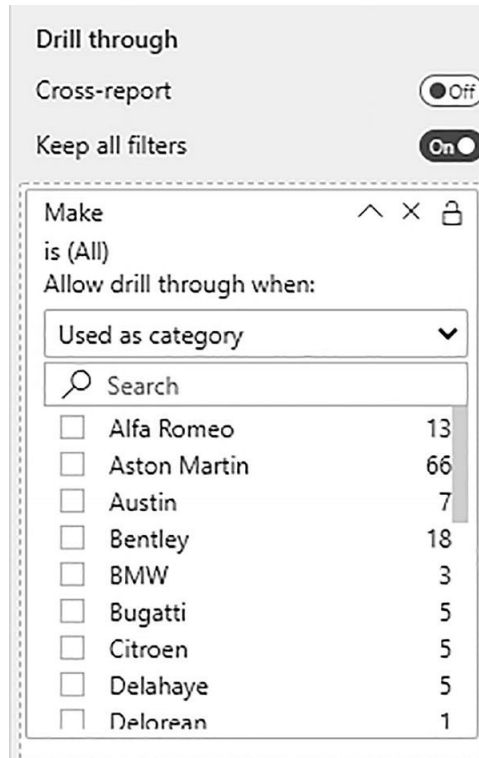 Drill through
Cross-report Off
Keep all filters On
Make
is (All)
Allow drill through when:
Used as category
Search
Alfa Romeo 13
Aston Martin 66
Austin 7
Bentley 18
BMW 3
Bugatti 5
Citroen 5
Delahaye 5
Delorean 1